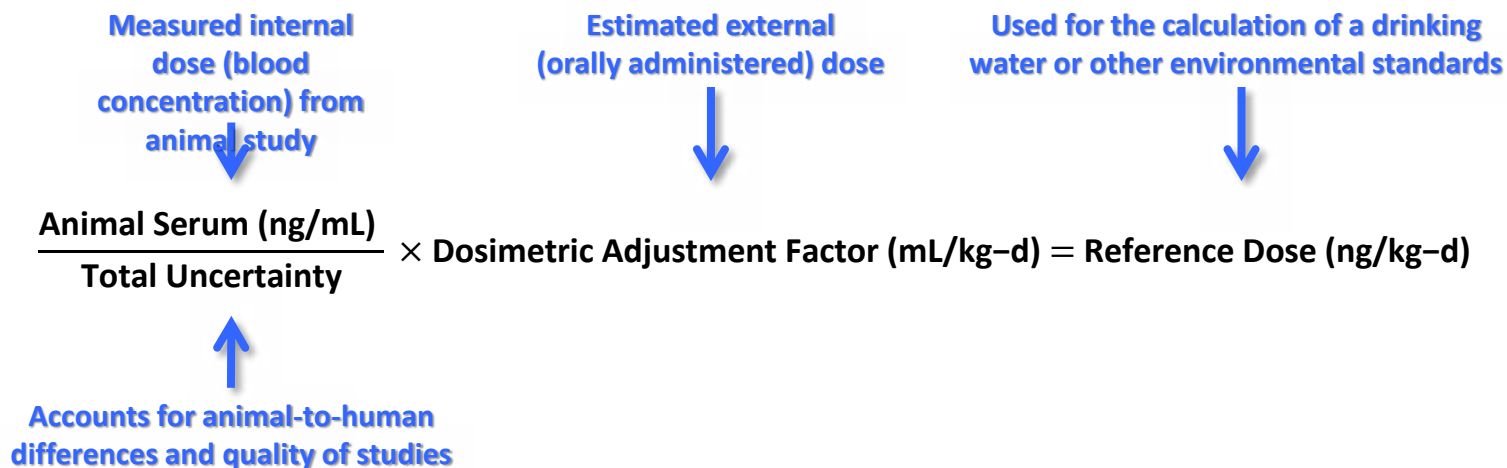 Measured internal
dose (blood
concentration) from
animal study
Estimated external
(orally administered) dose
Used for the calculation of a drinking
water or other environmental standards
Animal Serum (ng/mL)
Total Uncertainty
× Dosimetric Adjustment Factor (mL/kg−d) = Reference Dose (ng/kg−d)
Accounts for animal-to-human
differences and quality of studies